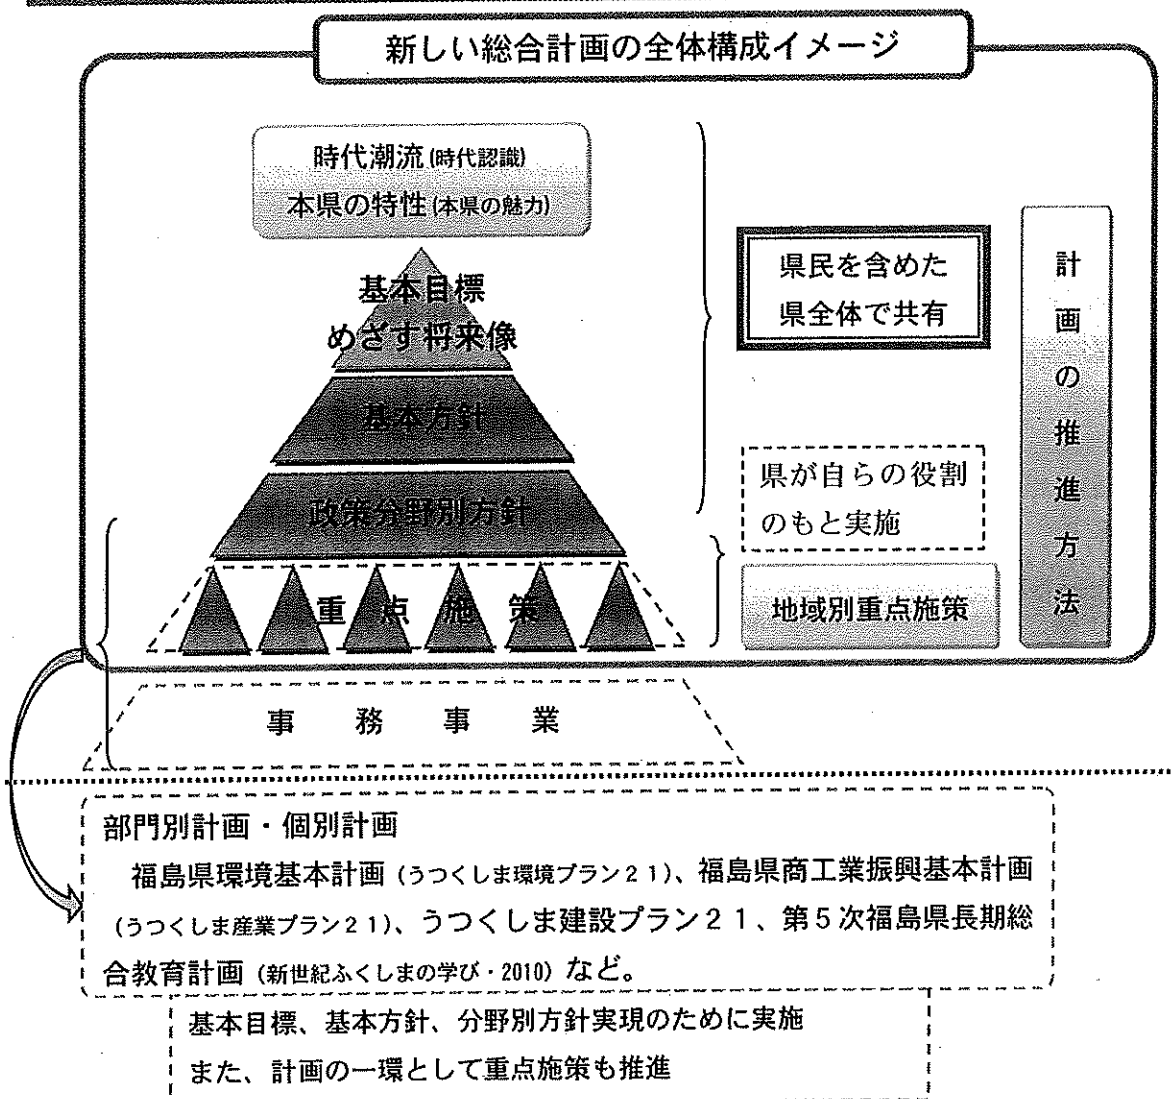 新しい総合計画の全体構成イメージ
時代潮流(時代認識)
本県の特性(本県の魅力)
基本目標
めざす将来像
基本方針
政策分野別方針
重点施策
県民を含めた
県全体で共有
県が自らの役割
のもと実施
地域別重点施策
計画の推進方法
事務事業
部門別計画・個別計画
福島県環境基本計画(うつくしま環境プラン21)、福島県商工業振興基本計画
(うつくしま産業プラン21)、うつくしま建設プラン21、第5次福島県長期総
合教育計画(新世紀ふくしまの学び・2010)など。
基本目標、基本方針、分野別方針実現のために実施
また、計画の一環として重点施策も推進